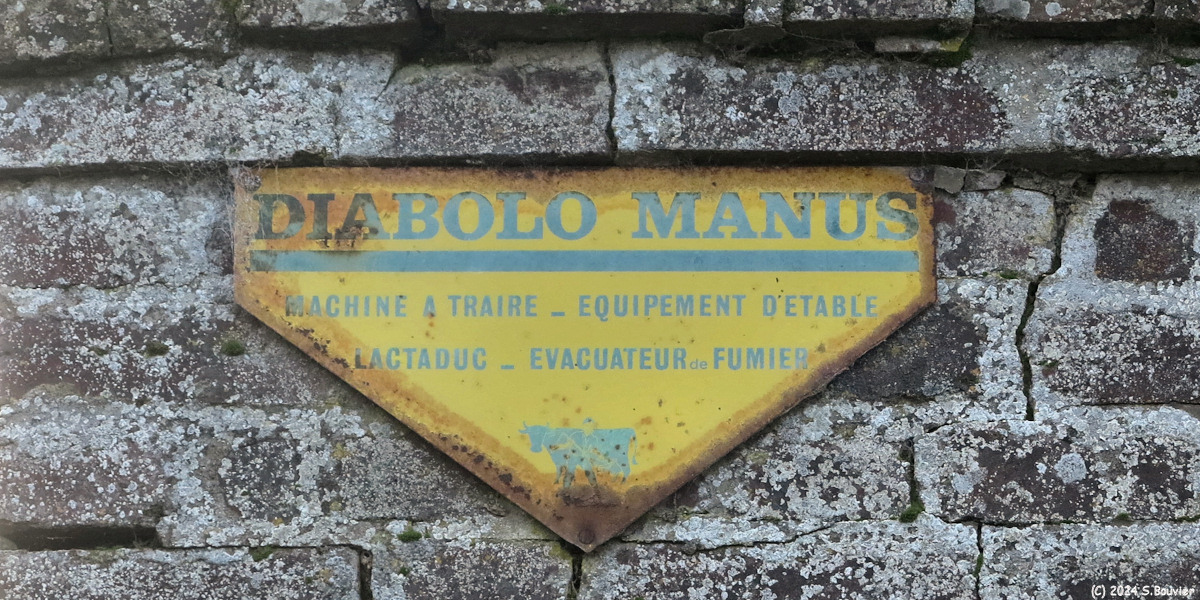 DIABOLO MANUS
MACHINE A TRAIRE - EQUIPEMENT D'ETABLE
LACTADUC - EVACUATEUR de FUMIER
(C) 2024 S.Bouvier